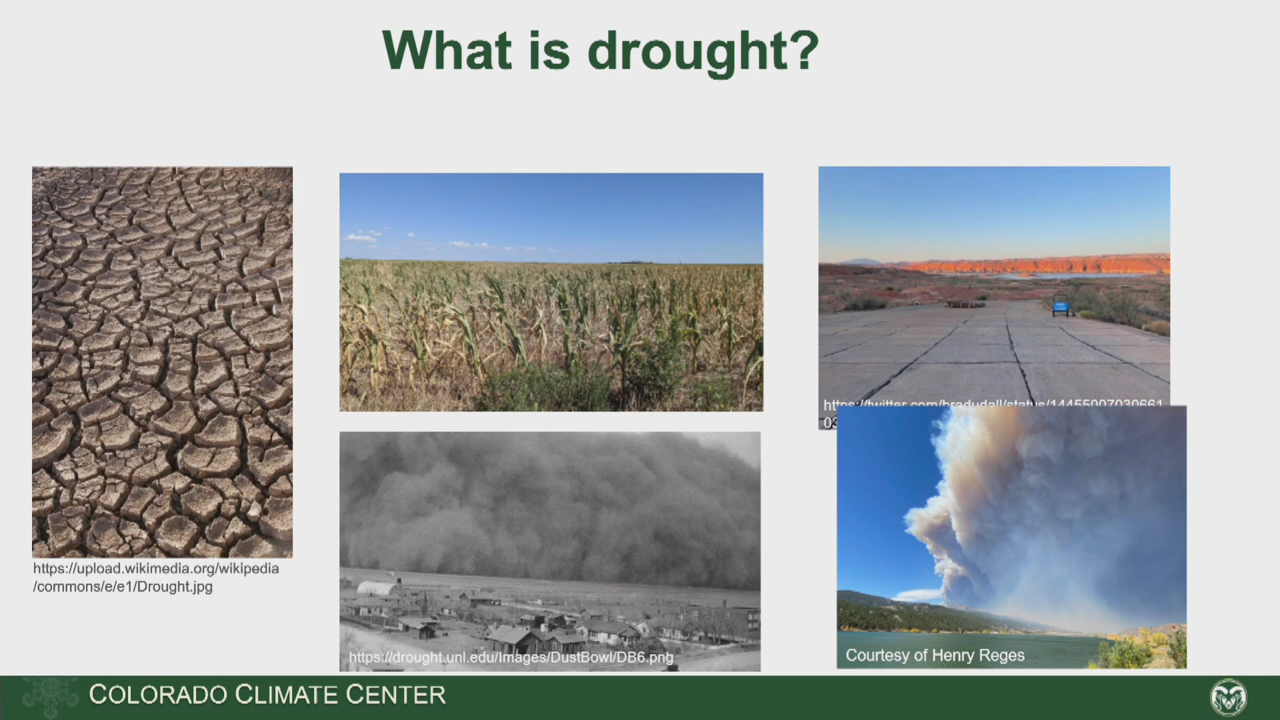 What is drought?
https://upload.wikimedia.org/wikipedia
/commons/e/e1/Drought.jpg
https://drought.unl.edu/Images/DustBowl/DB6.png
https://twitter.com/bradudall/status/14455007030661
Courtesy of Henry Reges
COLORADO CLIMATE CENTER